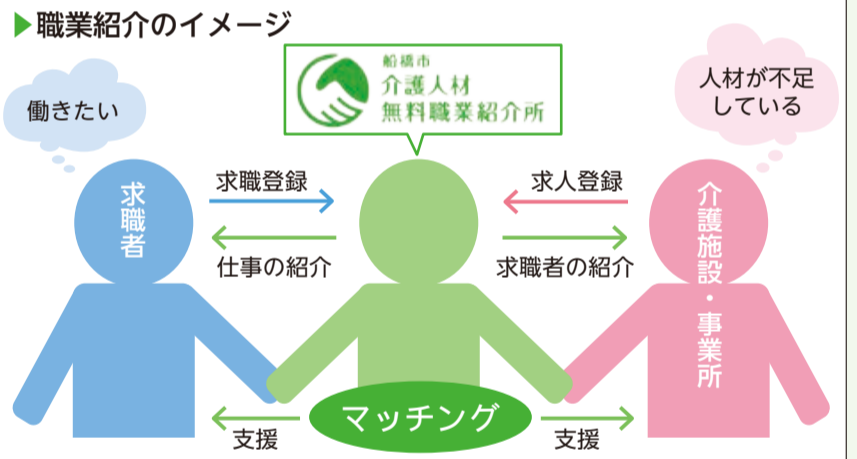 ▶職業紹介のイメージ
船橋市
介護人材
無料職業紹介所
働きたい
人材が不足
している
求職者
求職登録
仕事の紹介
求人登録
求職者の紹介
介護施設・事業所
マッチング
支援
支援